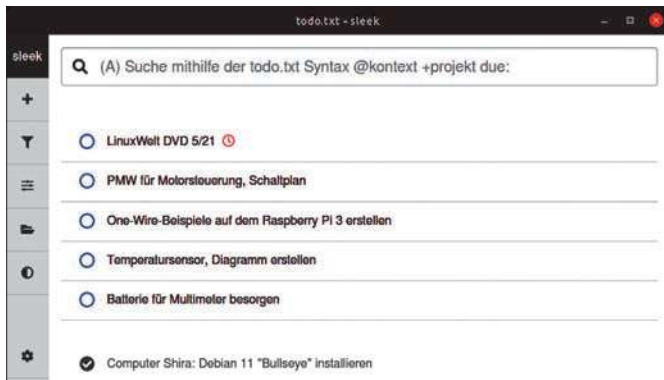 todo.txt - sleek
sleek
(A) Suche mithilfe der todo.txt Syntax @kontext +projekt due:
LinuxWelt DVD 5/21
PMW für Motorsteuerung, Schaltplan
One-Wire-Beispiele auf dem Raspberry Pi 3 erstellen
Temperatursensor, Diagramm erstellen
Batterie für Multimeter besorgen
Computer Shira: Debian 11 "Bullseye" installieren